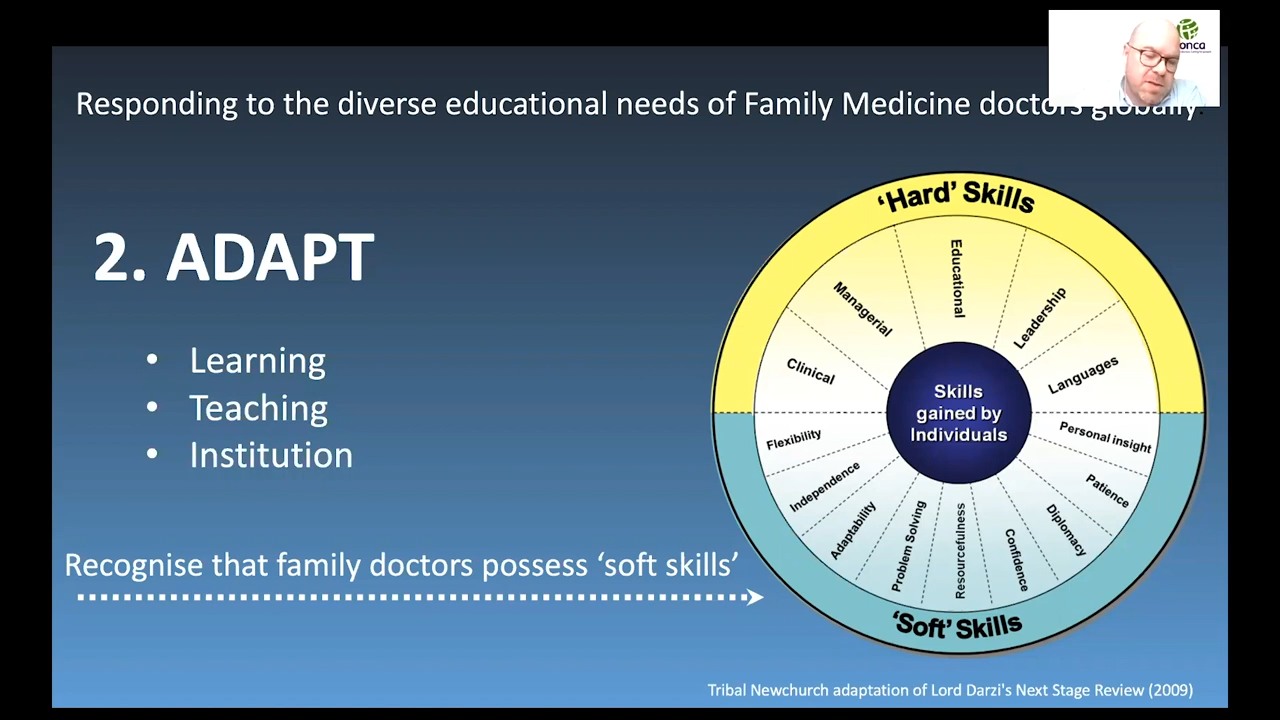 onca
Responding to the diverse educational needs of Family Medicine doctors globally.
'Hard' Skills
2. ADAPT
Educational
Managerial
Leadership
Clinical
Languages
• Learning
• Teaching
• Institution
Skills
gained by
Individuals
Flexibility
Personal insight
Independence
Patience
Adaptability
Diplomacy
Problem Solving
Resourcefulness
Confidence
Recognise that family doctors possess 'soft skills'
'Soft' Skills
Tribal Newchurch adaptation of Lord Darzi's Next Stage Review (2009)